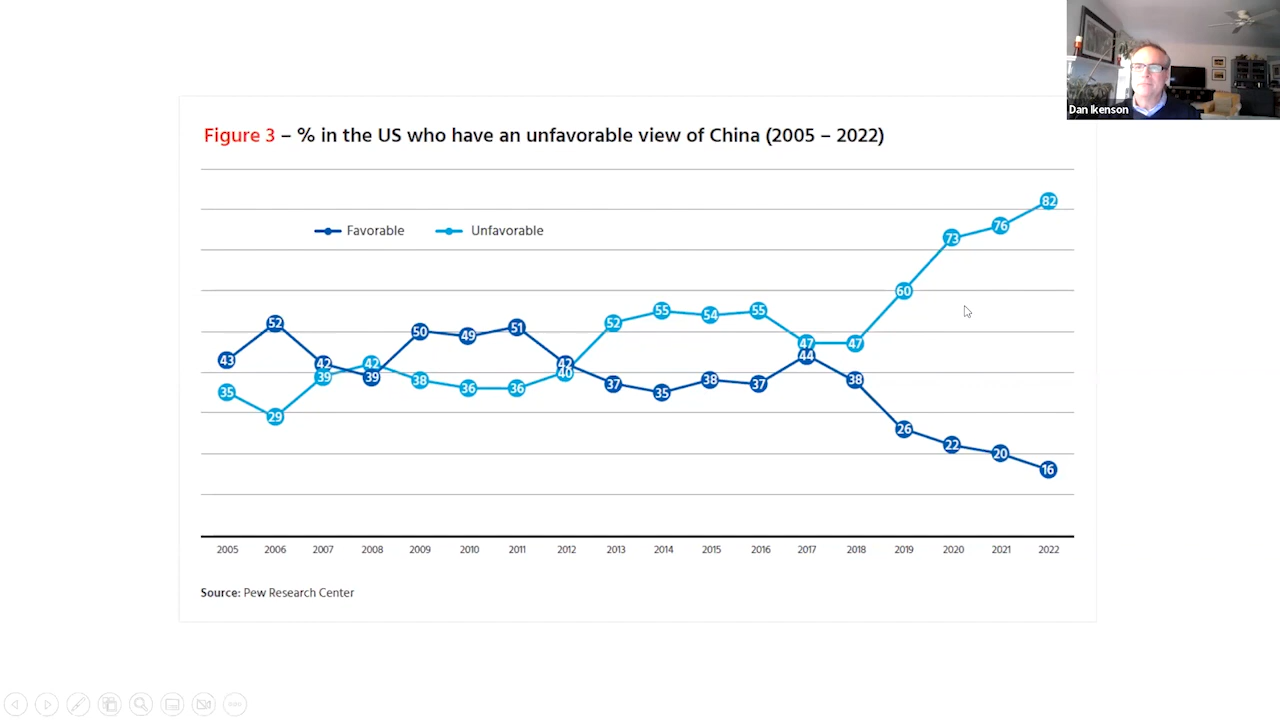 Dan Ikenson
Figure 3 – % in the US who have an unfavorable view of China (2005 – 2022)
Favorable Unfavorable
43 52 42 39 50 49 51 42 37 35 38 37 44 38 26 22 20 16
35 29 39 42 38 36 36 40 52 55 54 55 47 47 60 73 76 82
2005 2006 2007 2008 2009 2010 2011 2012 2013 2014 2015 2016 2017 2018 2019 2020 2021 2022
Source: Pew Research Center